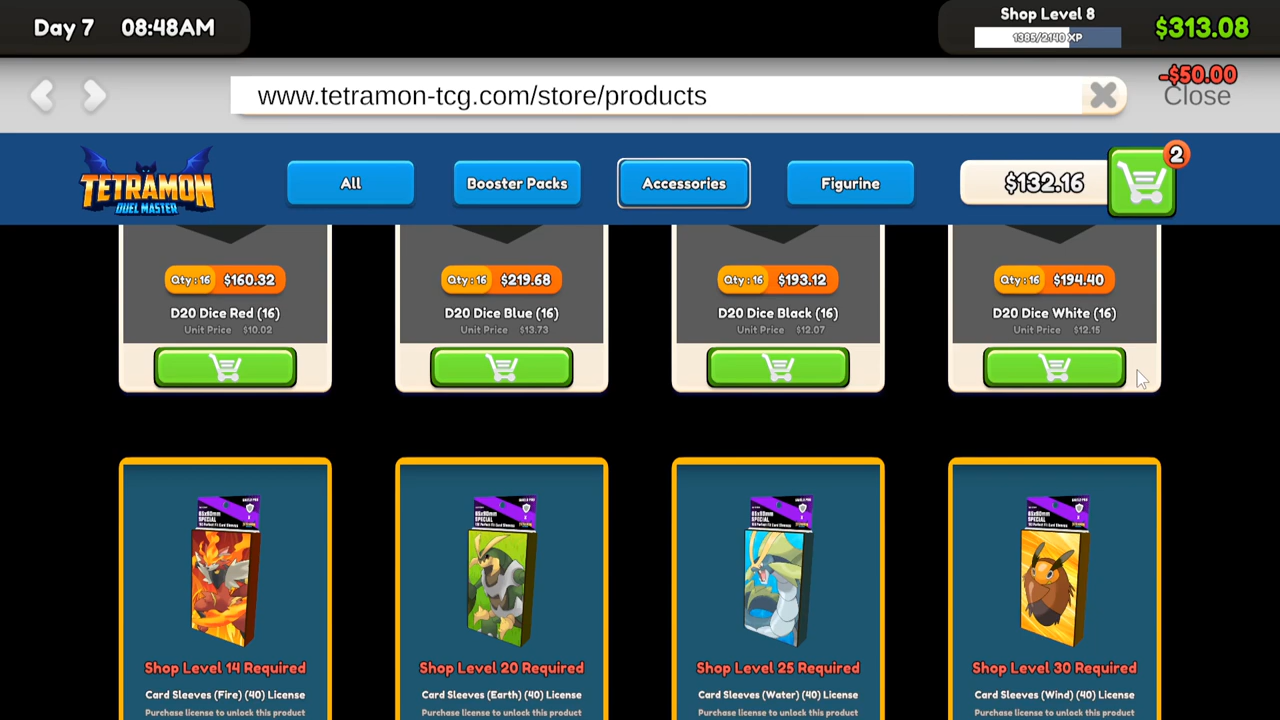 Day 7 08:48AM
Shop Level 8
1385/2140 XP
$313.08
-$50.00
www.tetramon-tcg.com/store/products
Close
TETRAMON
DUEL MASTER
All
Booster Packs
Accessories
Figurine
$132.16
2
Qty : 16 $160.32
D20 Dice Red (16)
Unit Price $10.02
Qty : 16 $219.68
D20 Dice Blue (16)
Unit Price $13.73
Qty : 16 $193.12
D20 Dice Black (16)
Unit Price $12.07
Qty : 16 $194.40
D20 Dice White (16)
Unit Price $12.15
Shop Level 14 Required
Card Sleeves (Fire) (40) License
Purchase license to unlock this product
Shop Level 20 Required
Card Sleeves (Earth) (40) License
Purchase license to unlock this product
Shop Level 25 Required
Card Sleeves (Water) (40) License
Purchase license to unlock this product
Shop Level 30 Required
Card Sleeves (Wind) (40) License
Purchase license to unlock this product